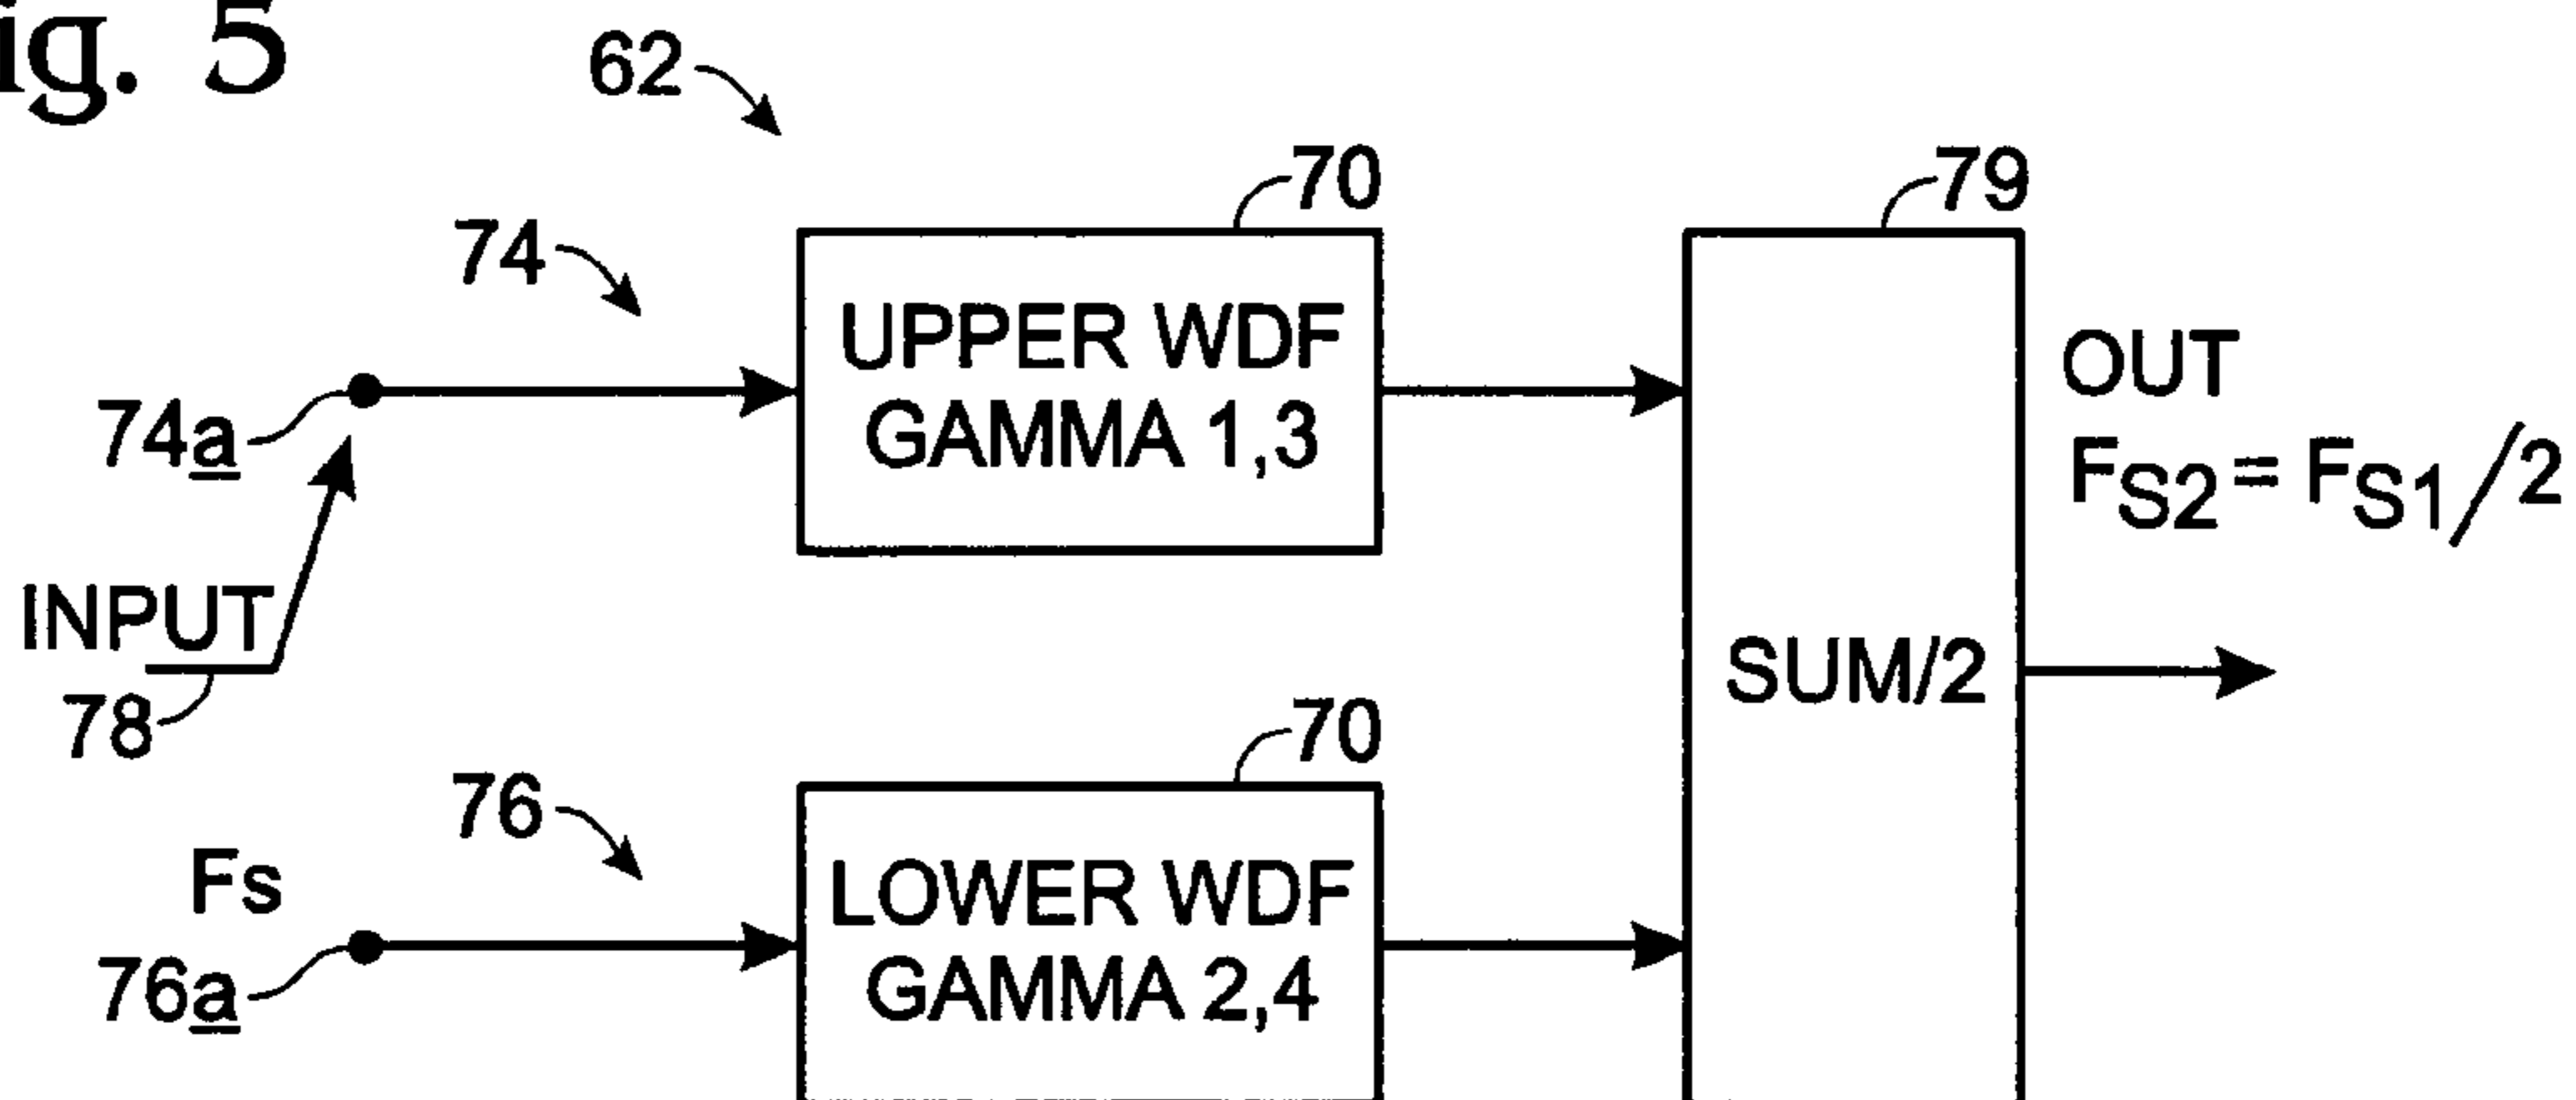 ig. 5
62
70
79
74
UPPER WDF
GAMMA 1,3
OUT
FS2 = FS1/2
74a
INPUT
78
SUM/2
70
76
Fs
LOWER WDF
GAMMA 2,4
76a